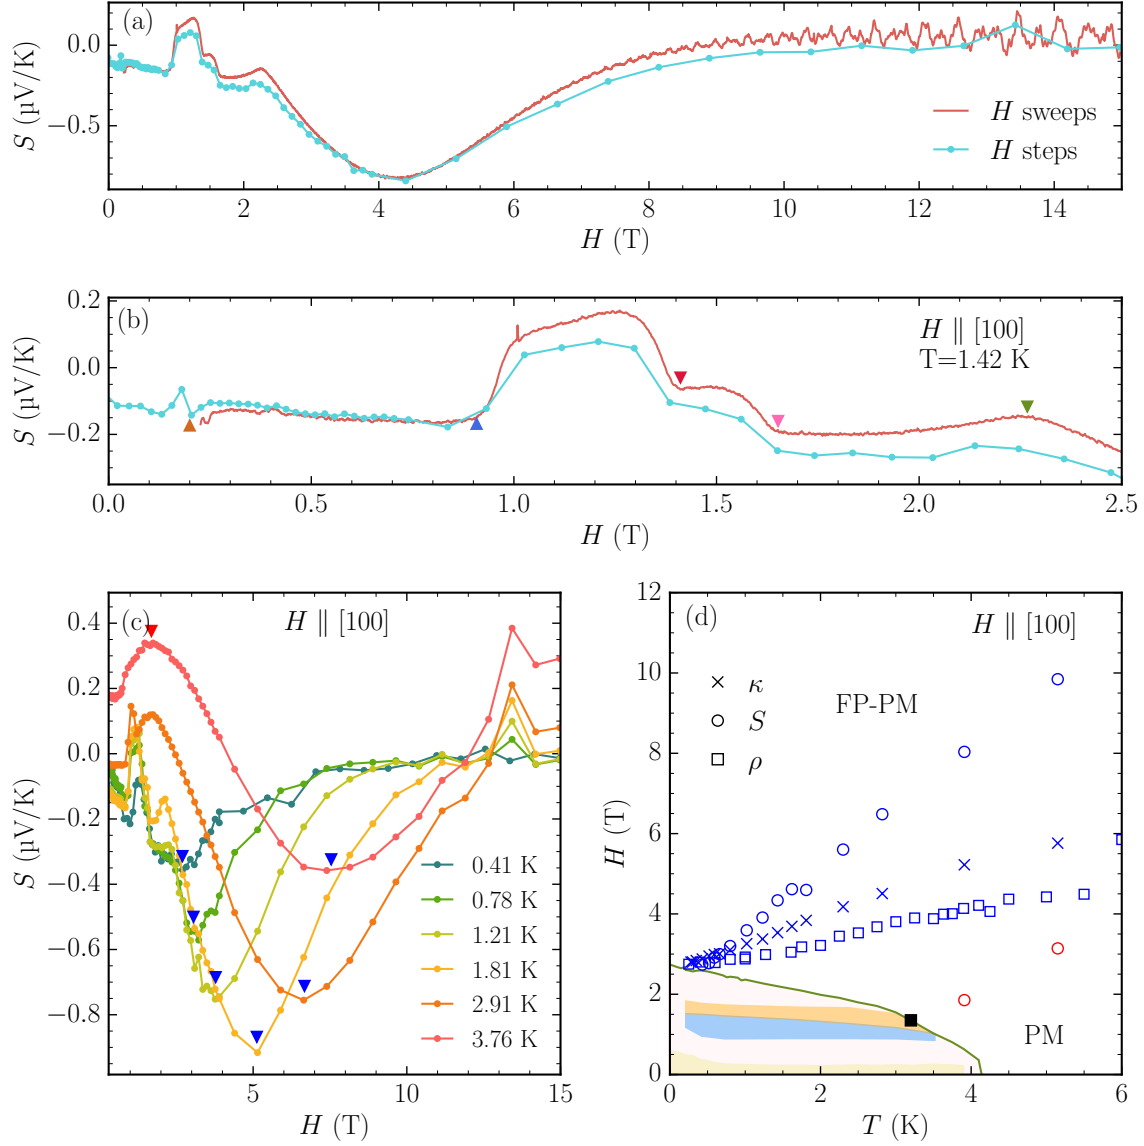 (a)
0.0
−0.5
S (μV/K)
H sweeps
H steps
0 2 4 6 8 10 12 14
H (T)
(b)
0.2
0.0
−0.2
S (μV/K)
H ∥ [100]
T=1.42 K
0.0 0.5 1.0 1.5 2.0 2.5
H (T)
(c)
H ∥ [100]
0.4
0.2
0.0
−0.2
−0.4
−0.6
−0.8
S (μV/K)
0.41 K
0.78 K
1.21 K
1.81 K
2.91 K
3.76 K
5 10 15
H (T)
(d)
H ∥ [100]
12
10
8
6
4
2
0
H (T)
κ
S
ρ
FP-PM
PM
0 2 4 6
T (K)